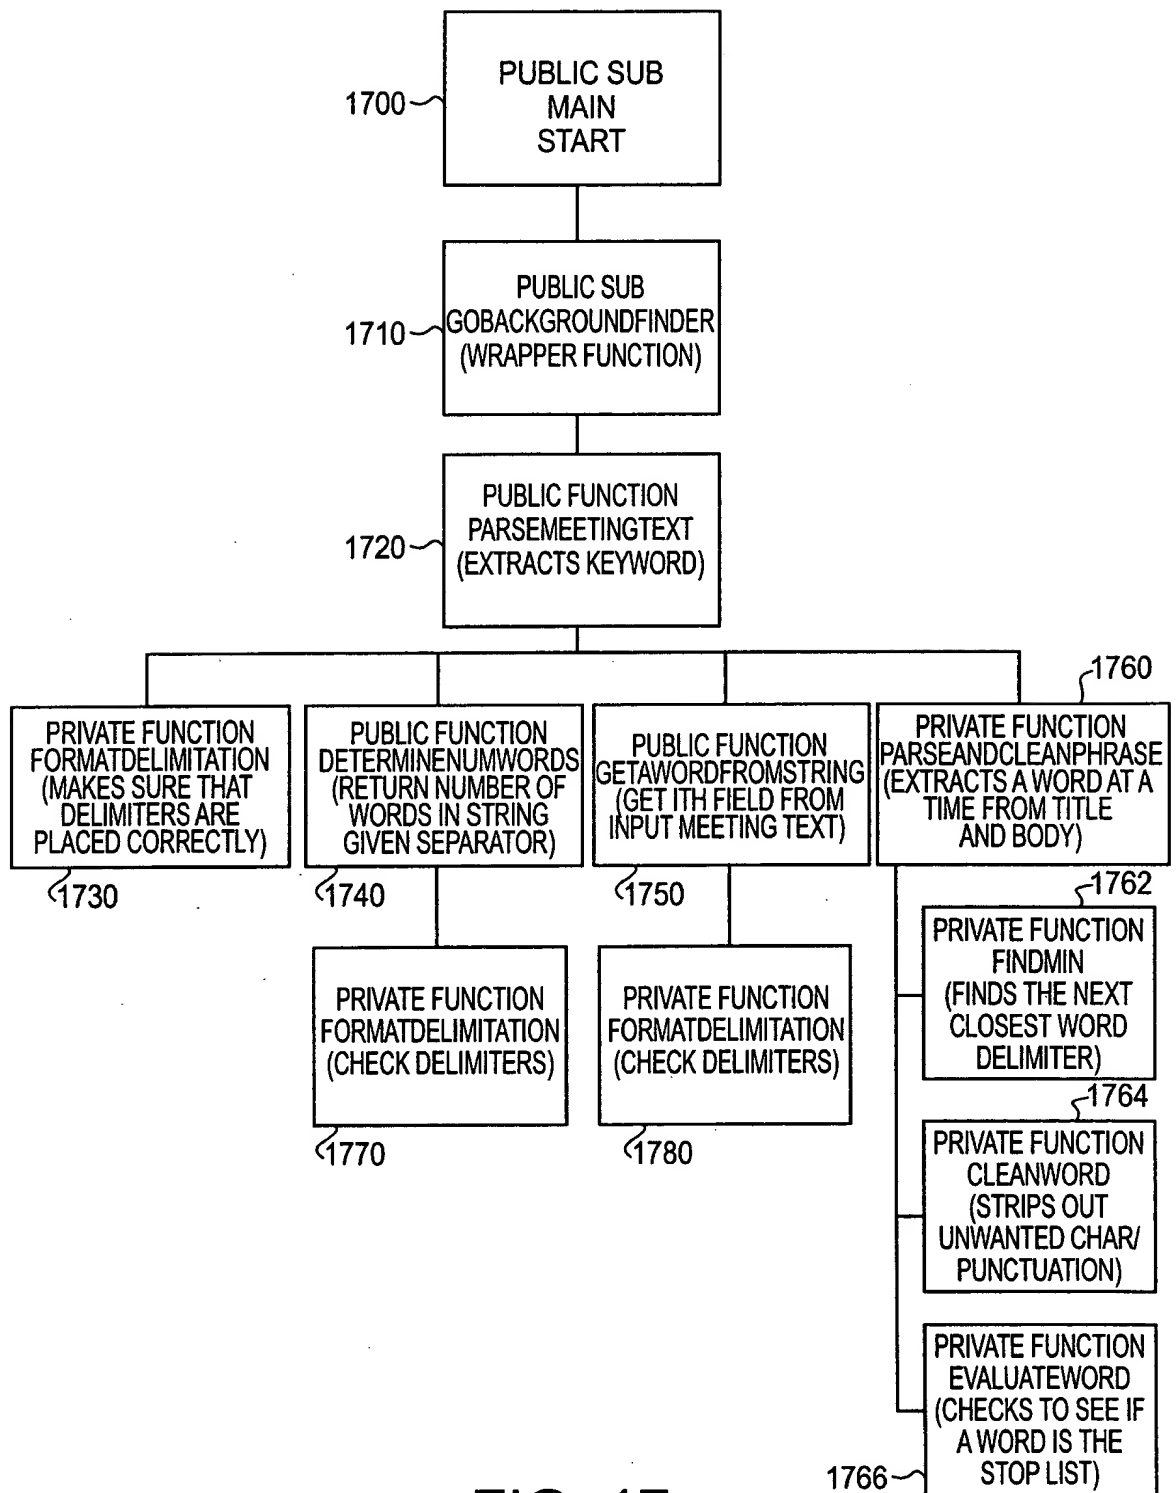 PUBLIC SUB
MAIN
START
1700
PUBLIC SUB
GOBACKGROUNDFINDER
(WRAPPER FUNCTION)
1710
PUBLIC FUNCTION
PARSEMEETINGTEXT
(EXTRACTS KEYWORD)
1720
PRIVATE FUNCTION
FORMATDELIMITATION
(MAKES SURE THAT
DELIMITERS ARE
PLACED CORRECTLY)
1730
PUBLIC FUNCTION
DETERMINENUMWORDS
(RETURN NUMBER OF
WORDS IN STRING
GIVEN SEPARATOR)
1740
PUBLIC FUNCTION
GETAWORDFROMSTRING
(GET ITH FIELD FROM
INPUT MEETING TEXT)
1750
1760
PRIVATE FUNCTION
PARSEANDCLEANPHRASE
(EXTRACTS A WORD AT A
TIME FROM TITLE
AND BODY)
PRIVATE FUNCTION
FORMATDELIMITATION
(CHECK DELIMITERS)
1770
PRIVATE FUNCTION
FORMATDELIMITATION
(CHECK DELIMITERS)
1780
1762
PRIVATE FUNCTION
FINDMIN
(FINDS THE NEXT
CLOSEST WORD
DELIMITER)
1764
PRIVATE FUNCTION
CLEANWORD
(STRIPS OUT
UNWANTED CHAR/
PUNCTUATION)
PRIVATE FUNCTION
EVALUATEWORD
(CHECKS TO SEE IF
A WORD IS THE
STOP LIST)
1766